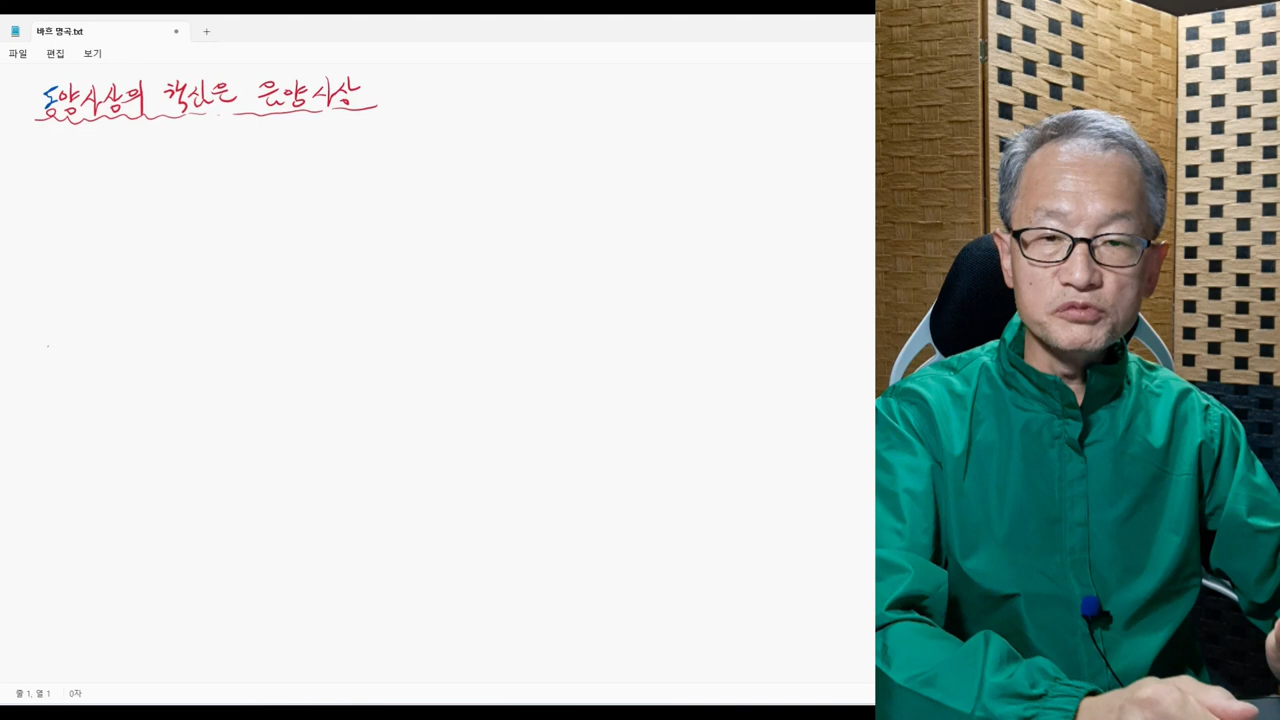 바흐 명곡.txt
파일 편집 보기
동양사상의 핵심은 음양사상
줄 1, 열 1 0자